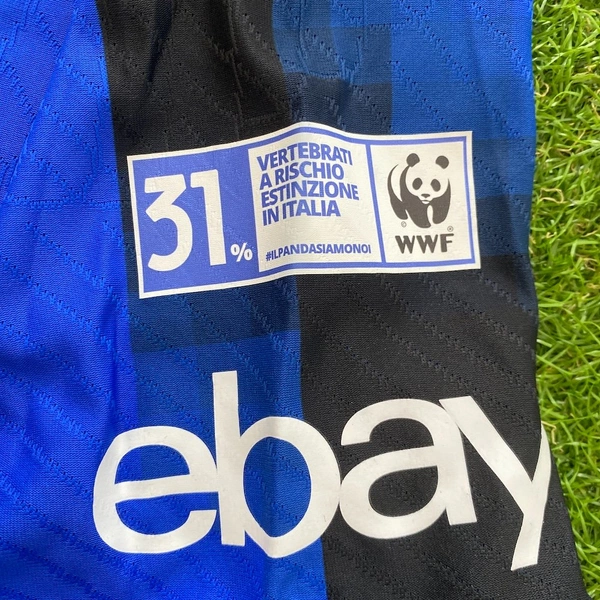 31%
VERTEBRATI
A RISCHIO
ESTINZIONE
IN ITALIA
#ILPANDASIAMONOI
© ®
WWF
ebay